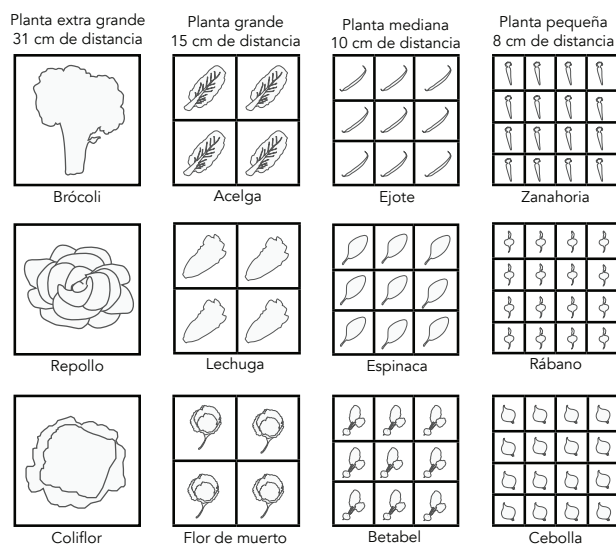 Planta extra grande
31 cm de distancia
Planta grande
15 cm de distancia
Planta mediana
10 cm de distancia
Planta pequeña
8 cm de distancia
Brócoli
Acelga
Ejote
Zanahoria
Repollo
Lechuga
Espinaca
Rábano
Coliflor
Flor de muerto
Betabel
Cebolla